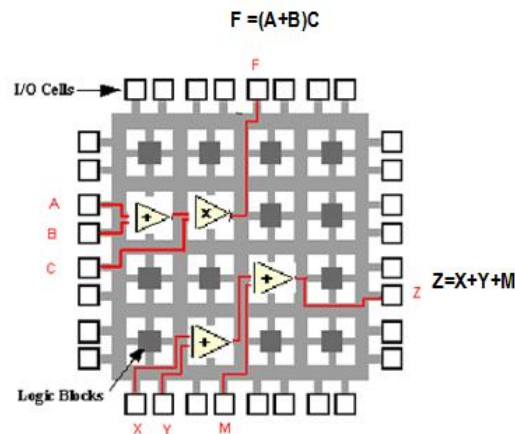 F =(A+B)C
F
I/O Cells
A
+
x
B
C
+
Z
Z=X+Y+M
+
Logic Blocks
X
Y
M